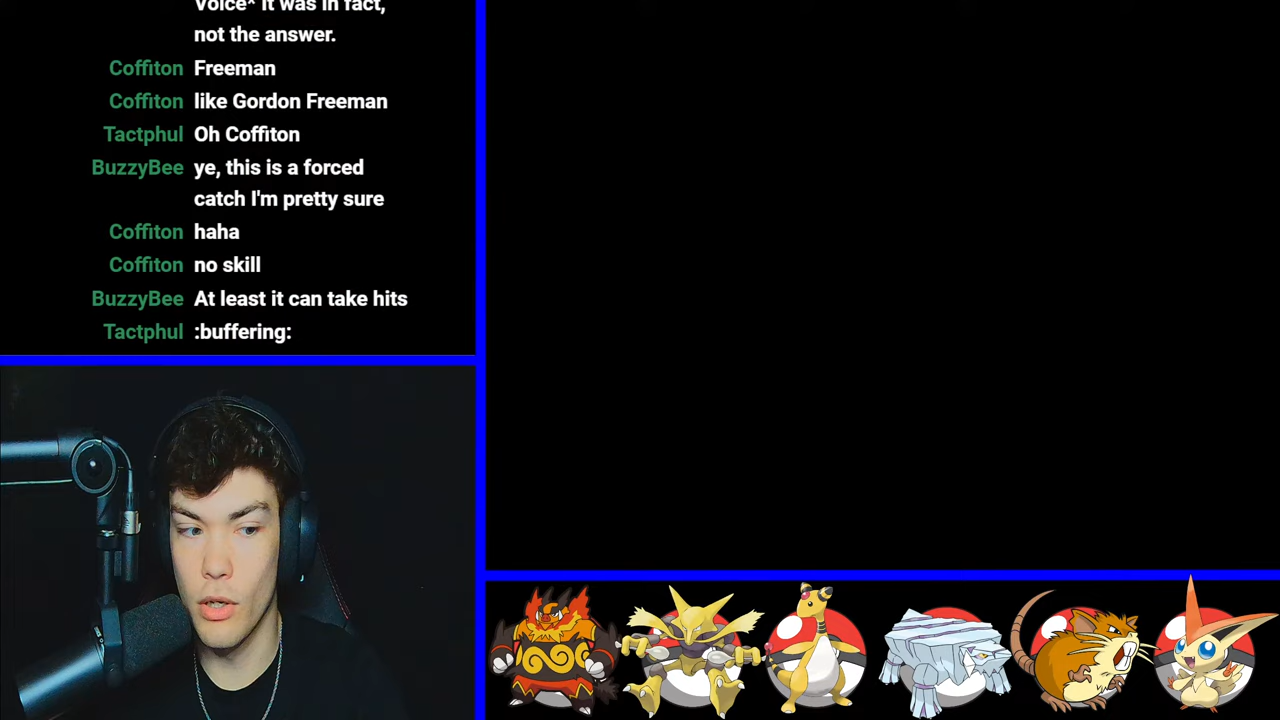 Voice* it was in fact,
not the answer.
Coffiton Freeman
Coffiton like Gordon Freeman
Tactphul Oh Coffiton
BuzzyBee ye, this is a forced
catch I'm pretty sure
Coffiton haha
Coffiton no skill
BuzzyBee At least it can take hits
Tactphul :buffering: